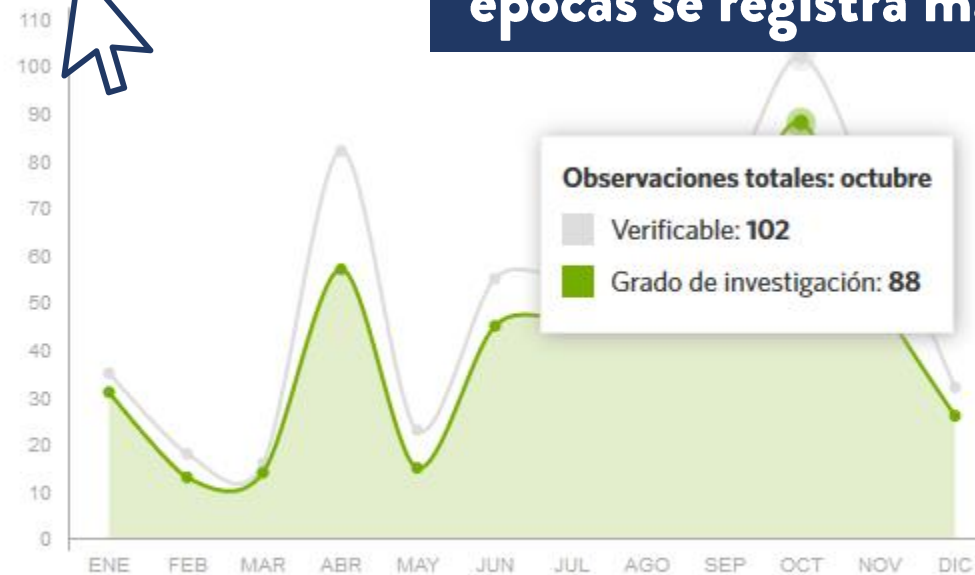 épocas se registra
110
100
90
80
70
60
50
40
30
20
10
0
Observaciones totales: octubre
Verificable: 102
Grado de investigación: 88
ENE FEB MAR ABR MAY JUN JUL AGO SEP OCT NOV DIC